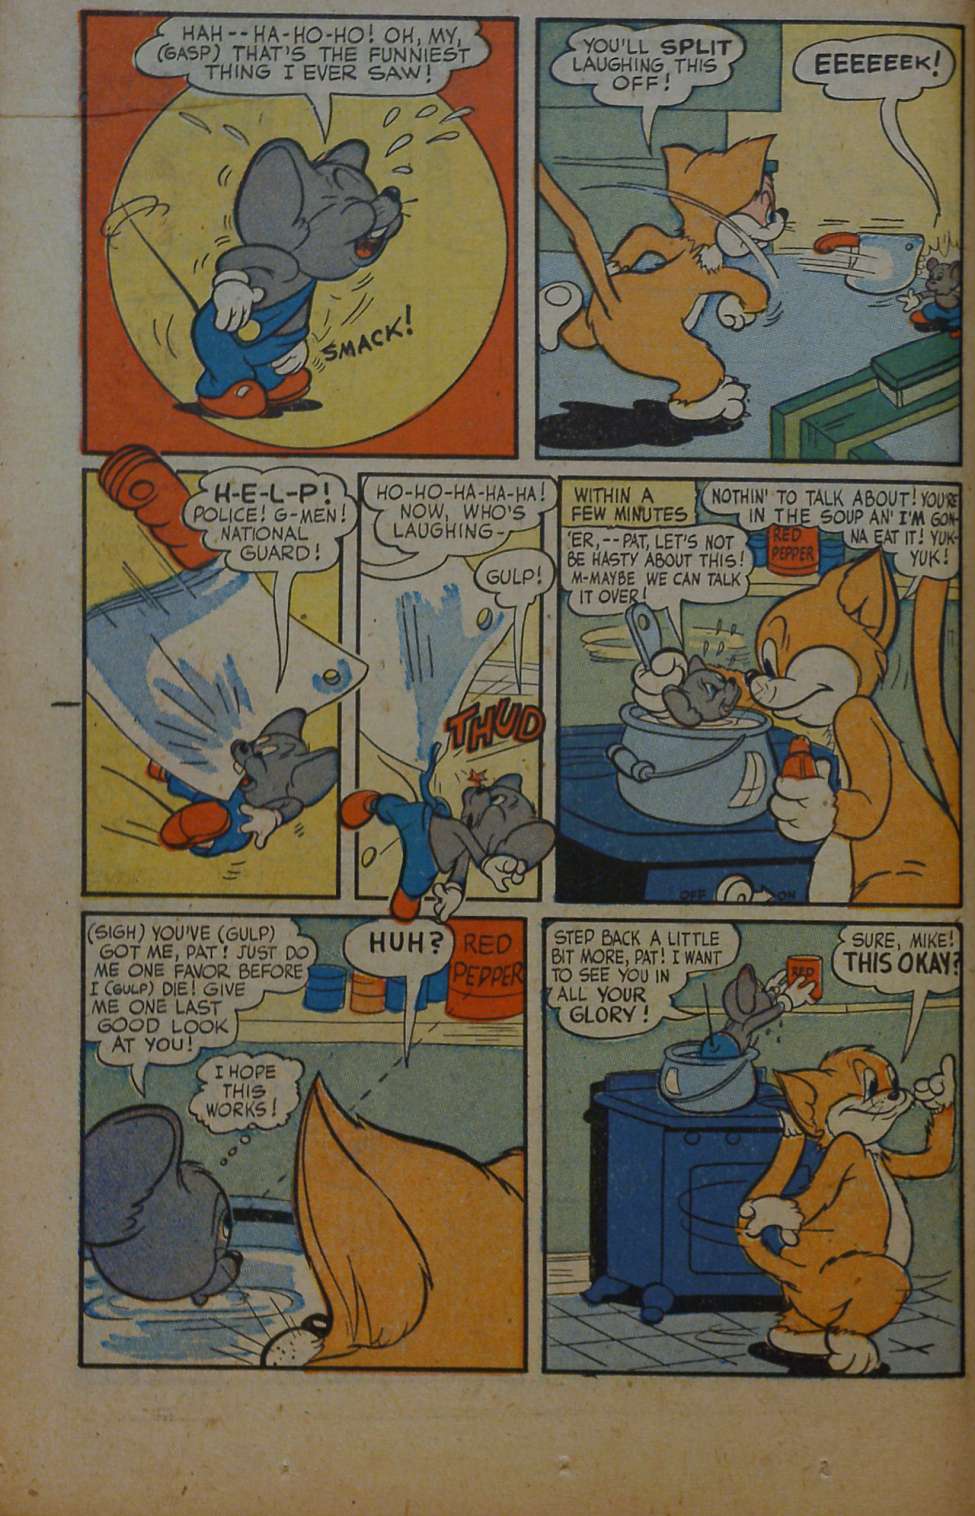 HAH--HA-HO-HO! OH, MY,
(GASP) THAT'S THE FUNNIEST
THING I EVER SAW!
SMACK!
YOU'LL SPLIT
LAUGHING THIS
OFF!
EEEEEEK!
H-E-L-P!
POLICE! G-MEN!
NATIONAL
GUARD!
HO-HO-HA-HA-HA!
NOW, WHO'S
LAUGHING-
GULP!
THUD
WITHIN A
FEW MINUTES
'ER,--PAT, LET'S NOT
BE HASTY ABOUT THIS!
M-MAYBE WE CAN TALK
IT OVER!
NOTHIN' TO TALK ABOUT! YOU'RE
IN THE SOUP AN' I'M GON-
NA EAT IT! YUK-
YUK!
RED
PEPPER
OFF
ON
(SIGH) YOU'VE (GULP)
GOT ME, PAT! JUST DO
ME ONE FAVOR BEFORE
I (GULP) DIE! GIVE
ME ONE LAST
GOOD LOOK
AT YOU!
I HOPE
THIS
WORKS!
HUH?
RED
PEPPER
STEP BACK A LITTLE
BIT MORE, PAT! I WANT
TO SEE YOU IN
ALL YOUR
GLORY!
RED
SURE, MIKE!
THIS OKAY?